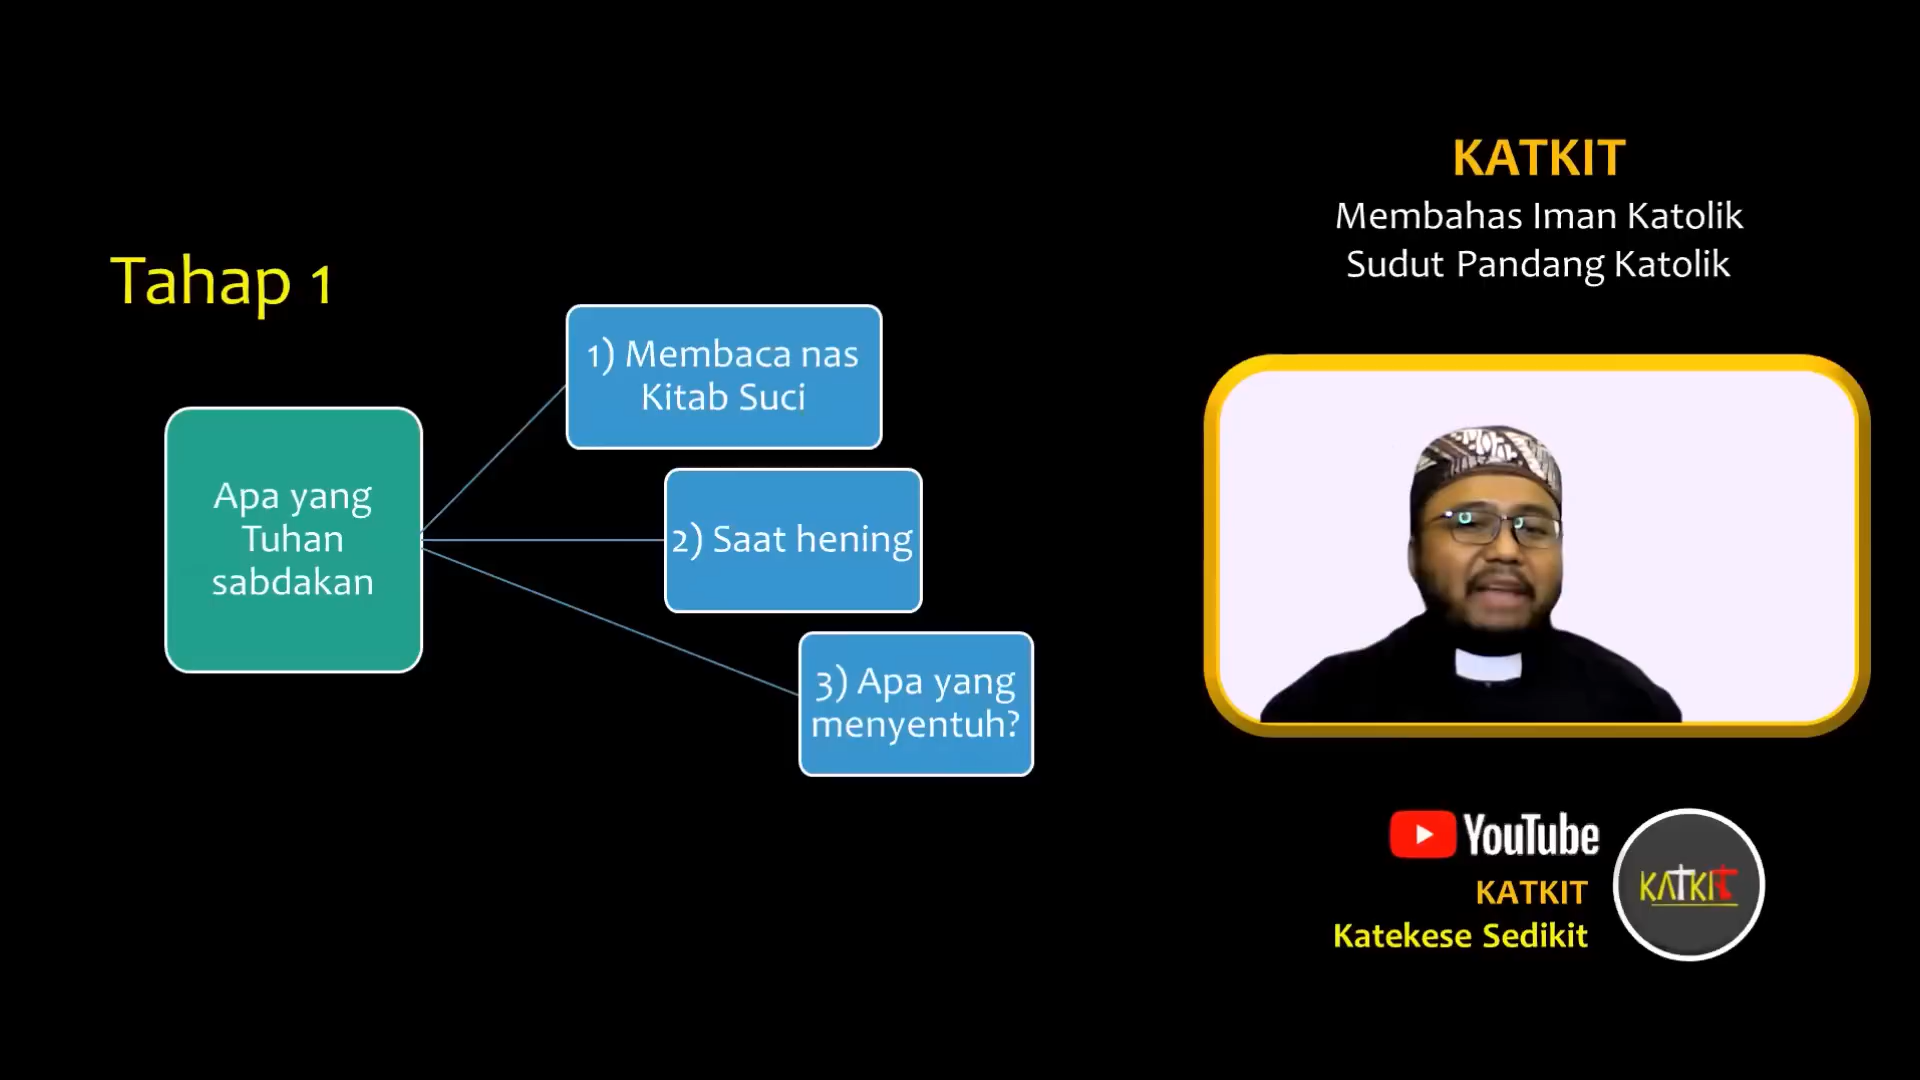 Tahap 1
Apa yang
Tuhan
sabdakan
1) Membaca nas
Kitab Suci
2) Saat hening
3) Apa yang
menyentuh?
KATKIT
Membahas Iman Katolik
Sudut Pandang Katolik
YouTube
KATKIT
Katekese Sedikit
KATKIT